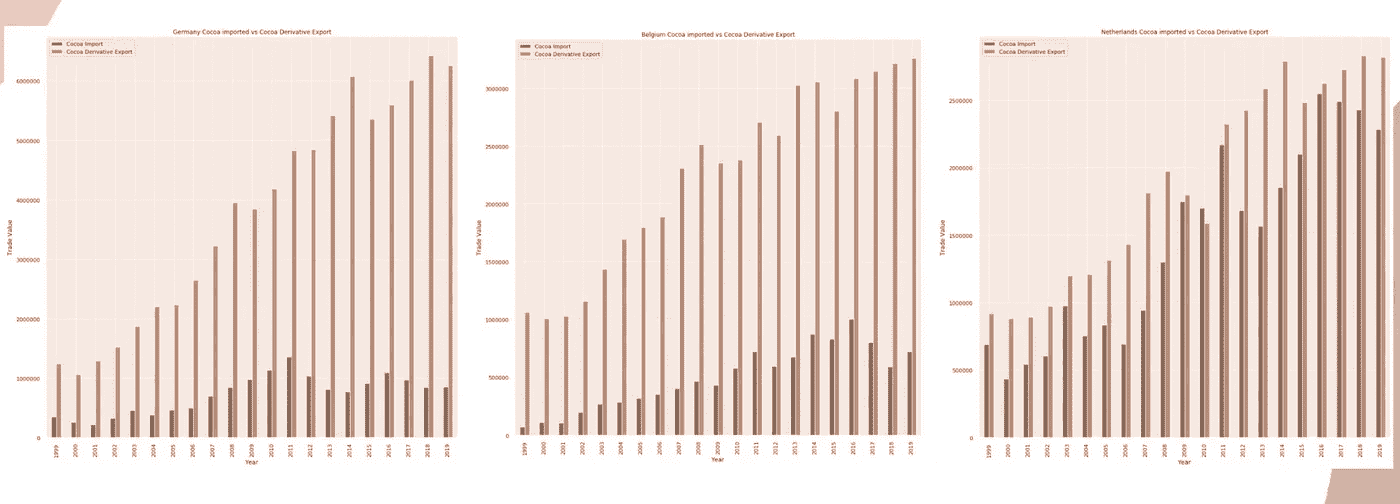 Germany Cocoa imported vs Cocoa Derivative Export
Cocoa Import
Cocoa Derivative Export
Trade Value
6000000
5000000
4000000
3000000
2000000
1000000
0
1999 2000 2001 2002 2003 2004 2005 2006 2007 2008 2009 2010 2011 2012 2013 2014 2015 2016 2017 2018 2019
Year
Belgium Cocoa imported vs Cocoa Derivative Export
Cocoa Import
Cocoa Derivative Export
Trade Value
3000000
2500000
2000000
1500000
1000000
500000
0
1999 2000 2001 2002 2003 2004 2005 2006 2007 2008 2009 2010 2011 2012 2013 2014 2015 2016 2017 2018 2019
Year
Netherlands Cocoa imported vs Cocoa Derivative Export
Cocoa Import
Cocoa Derivative Export
Trade Value
2500000
2000000
1500000
1000000
500000
0
1999 2000 2001 2002 2003 2004 2005 2006 2007 2008 2009 2010 2011 2012 2013 2014 2015 2016 2017 2018 2019
Year